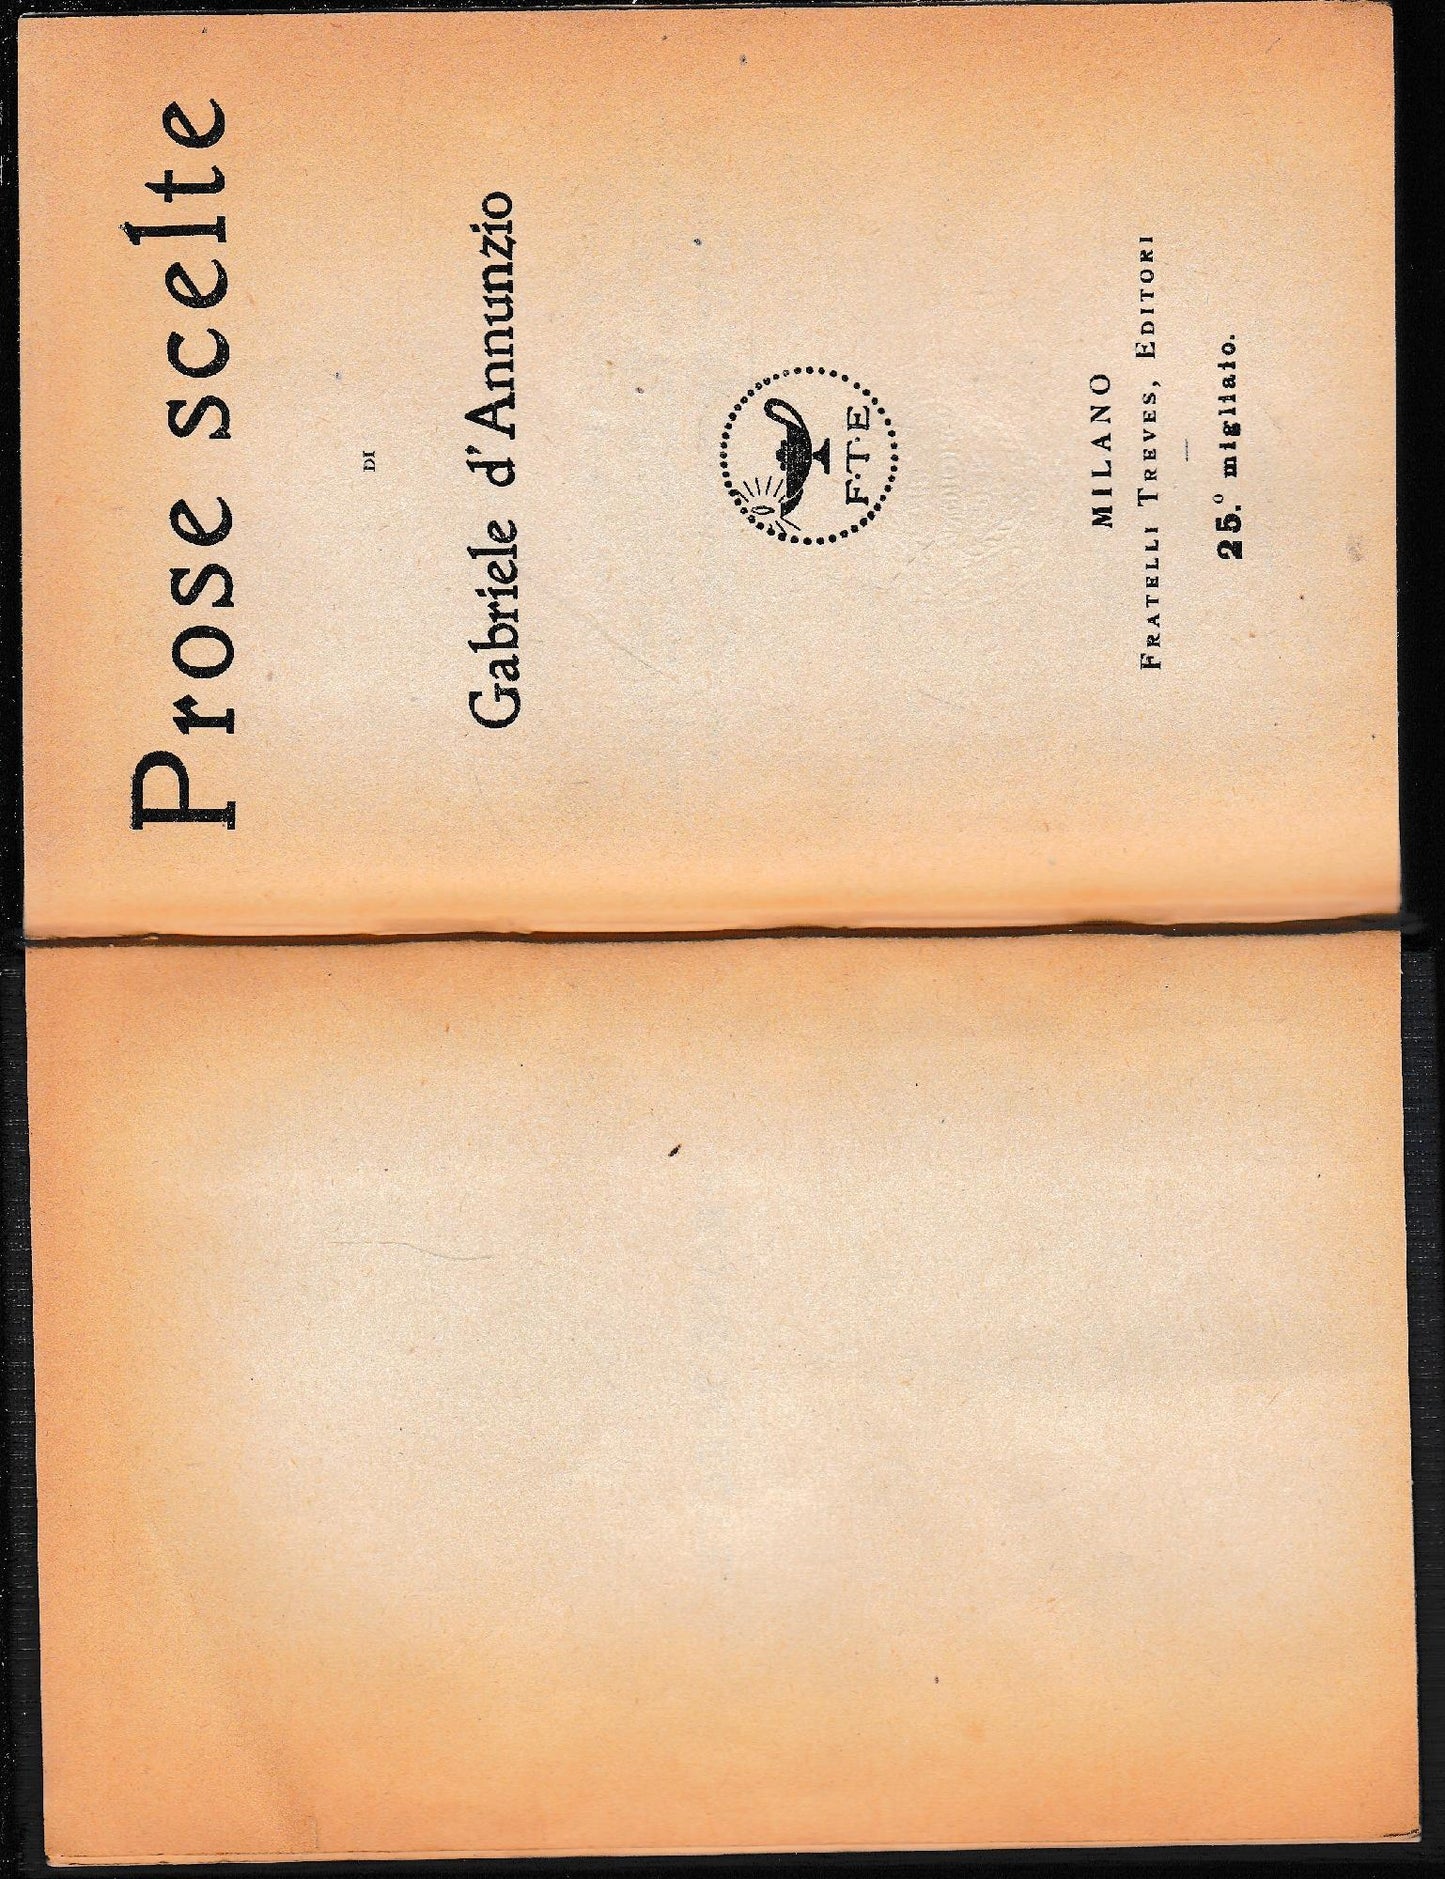 Prose scelte
DI
Gabriele d'Annunzio
F·T·E
MILANO
FRATELLI TREVES, EDITORI
25.º migliaio.